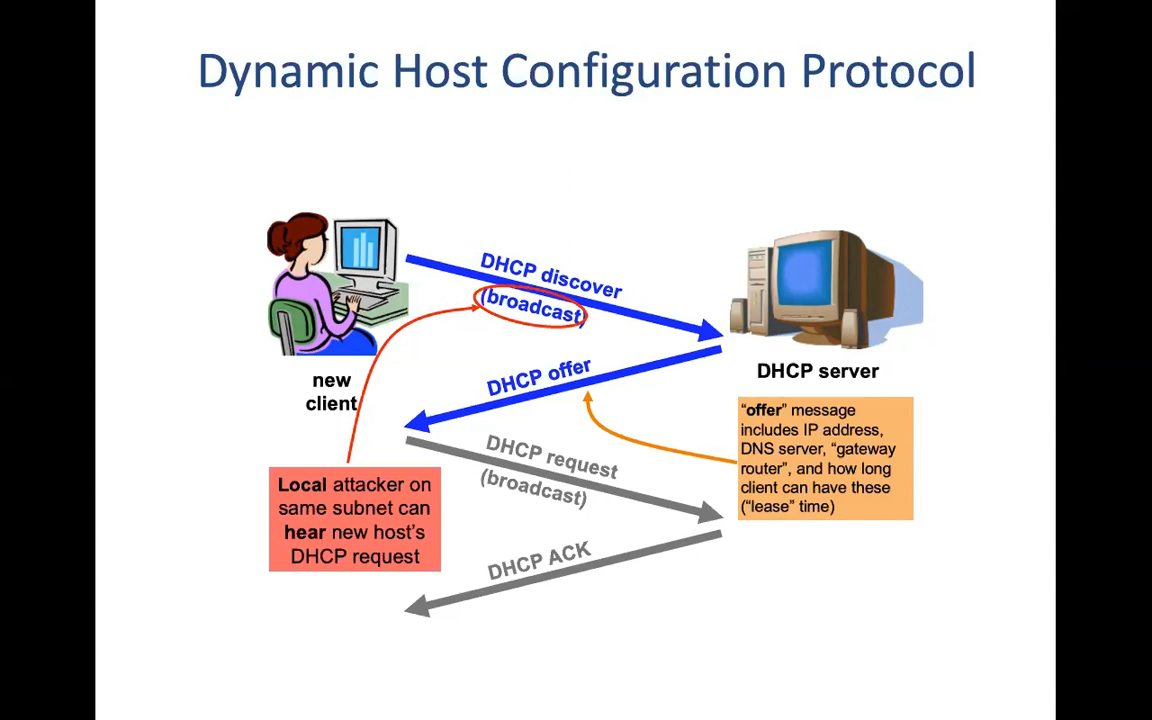 Dynamic Host Configuration Protocol
DHCP discover
(broadcast)
DHCP server
new
client
DHCP offer
"offer" message
includes IP address,
DNS server, "gateway
router", and how long
client can have these
("lease" time)
DHCP request
(broadcast)
Local attacker on
same subnet can
hear new host's
DHCP request
DHCP ACK